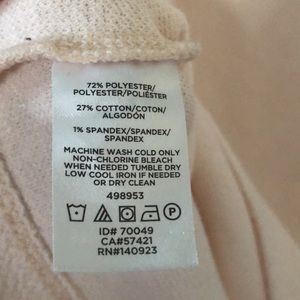 72% POLYESTER/
POLYESTER/POLIÉSTER
27% COTTON/COTON/
ALGODÓN
1% SPANDEX/SPANDEX/
SPANDEX
MACHINE WASH COLD ONLY
NON-CHLORINE BLEACH
WHEN NEEDED TUMBLE DRY
LOW COOL IRON IF NEEDED
OR DRY CLEAN
498953
P
ID# 70049
CA#57421
RN#140923